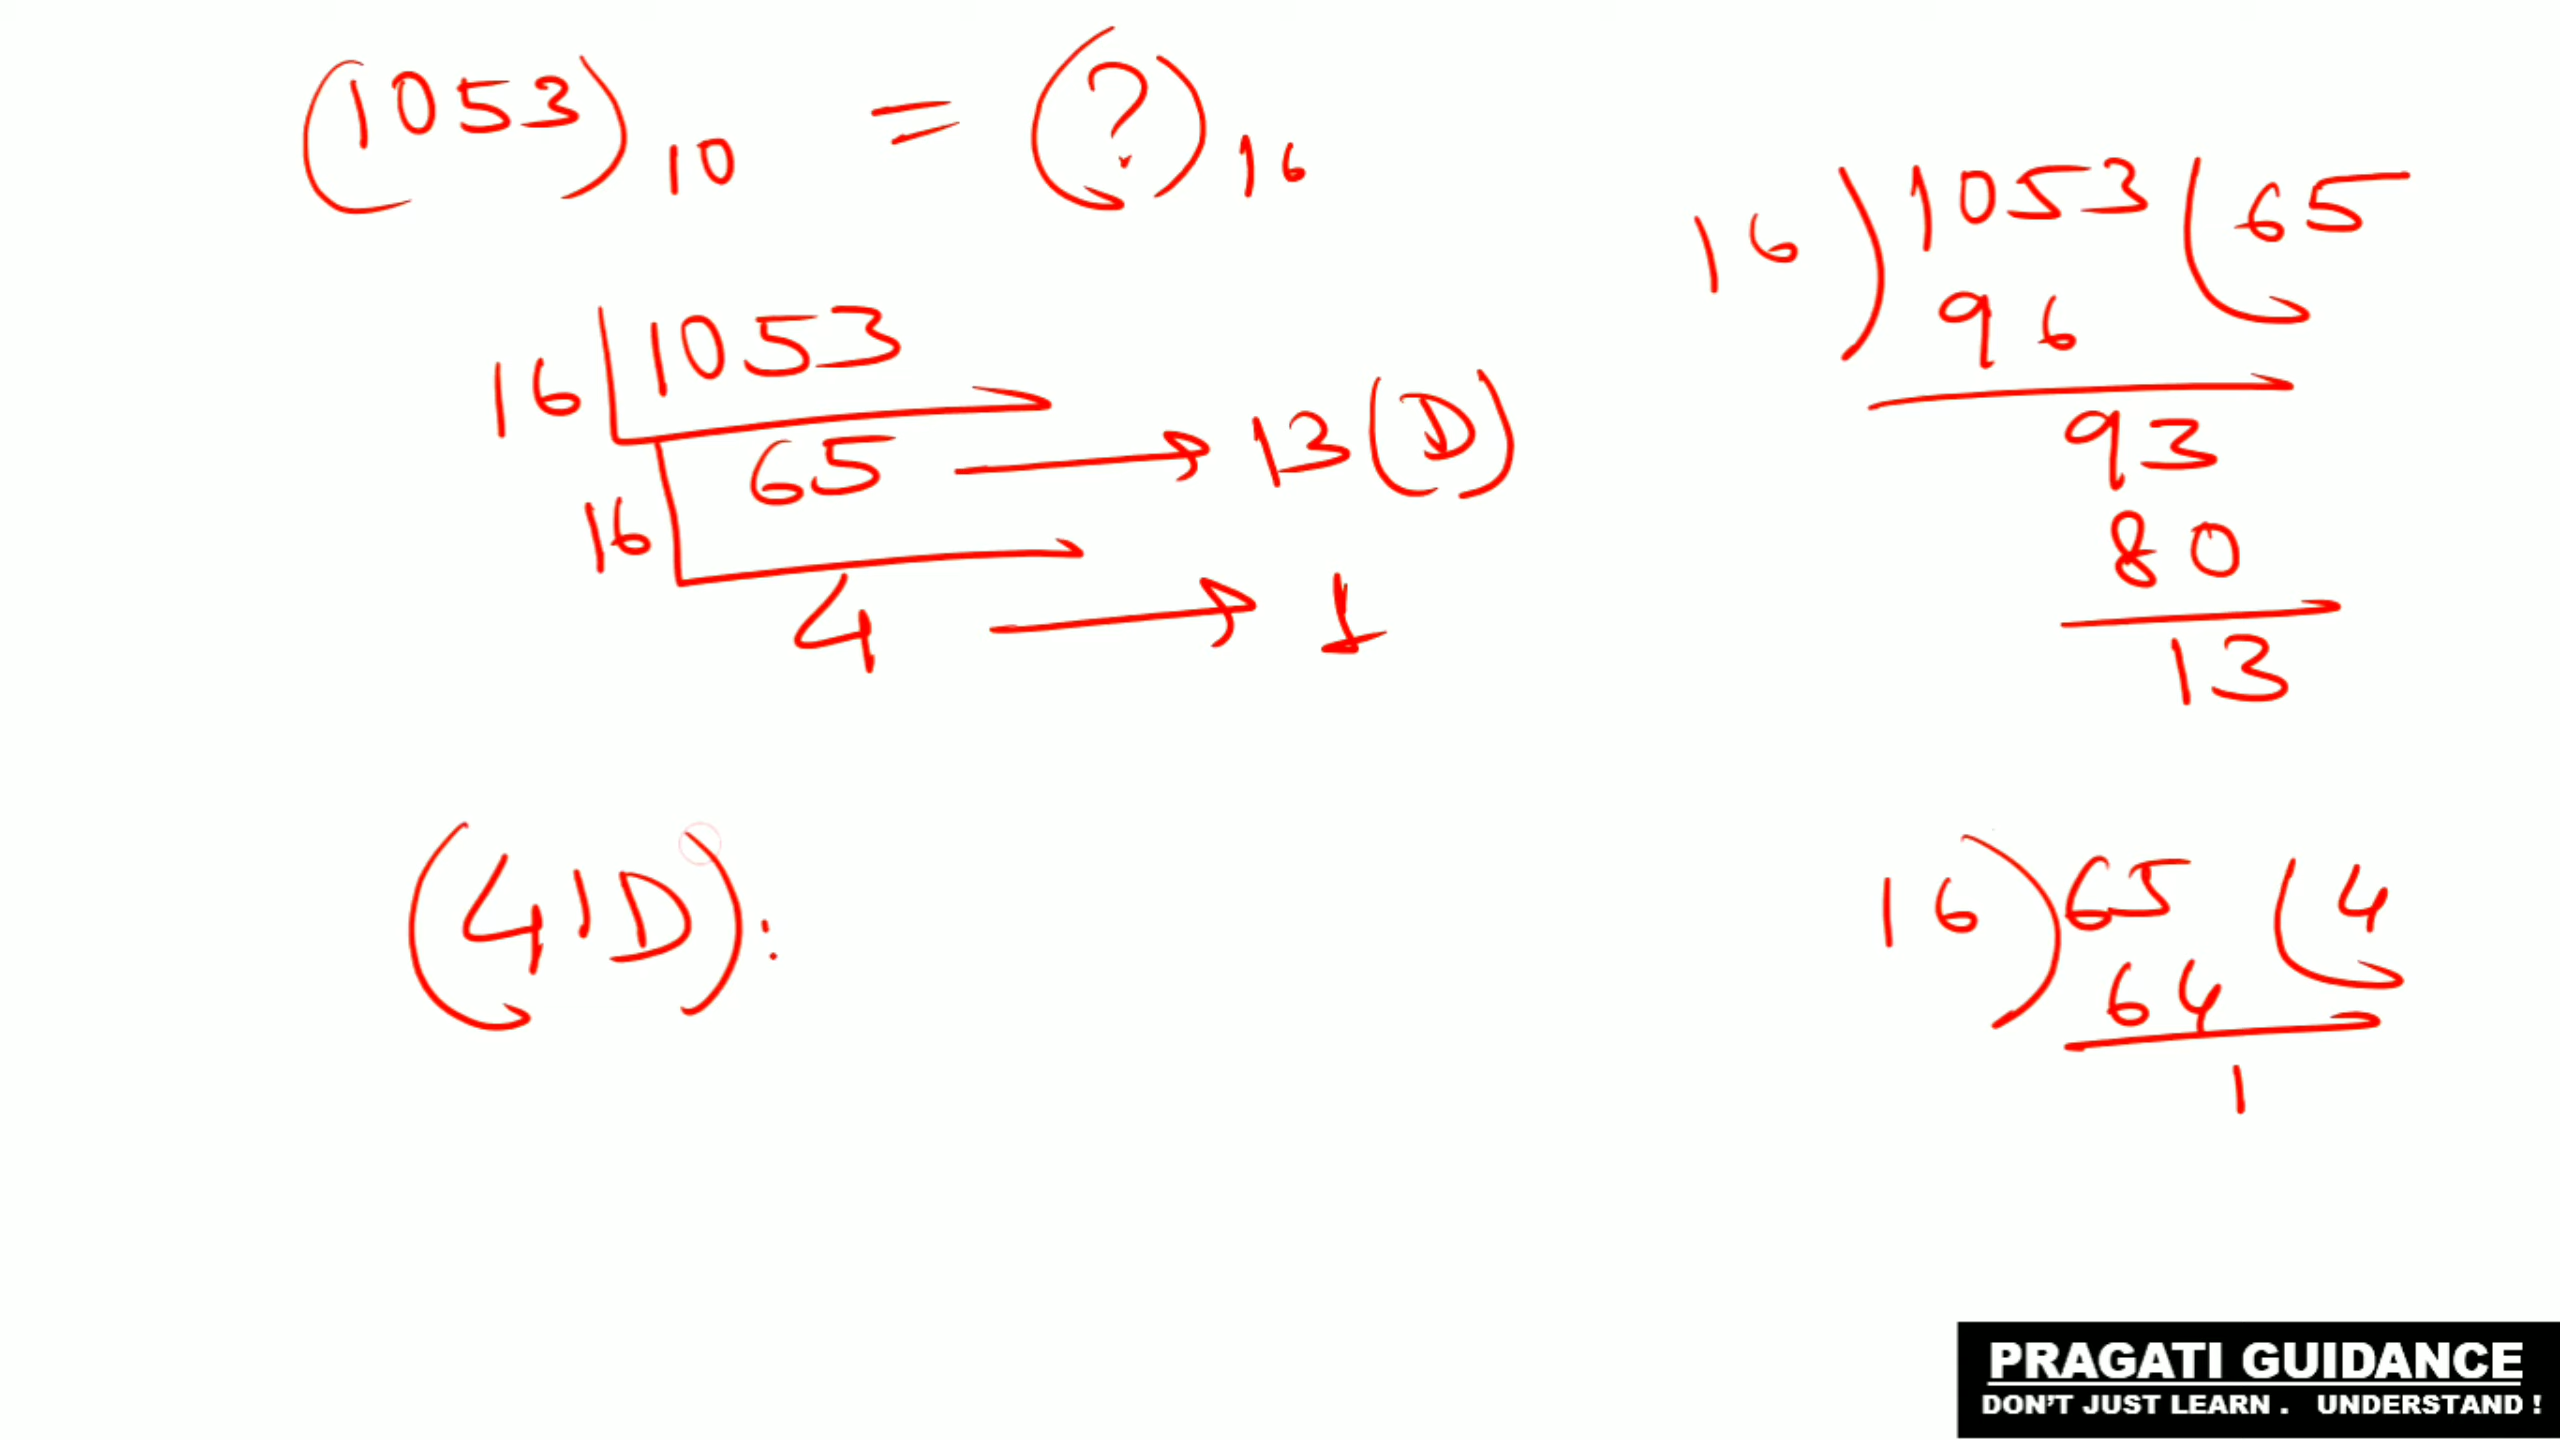 (1053)10 = (?)16
16 1053
16 65 → 13(D)
4 → 1
(41D):
16 ) 1053 ( 65
96
93
80
13
16 ) 65 ( 4
64
1
PRAGATI GUIDANCE
DON'T JUST LEARN . UNDERSTAND !